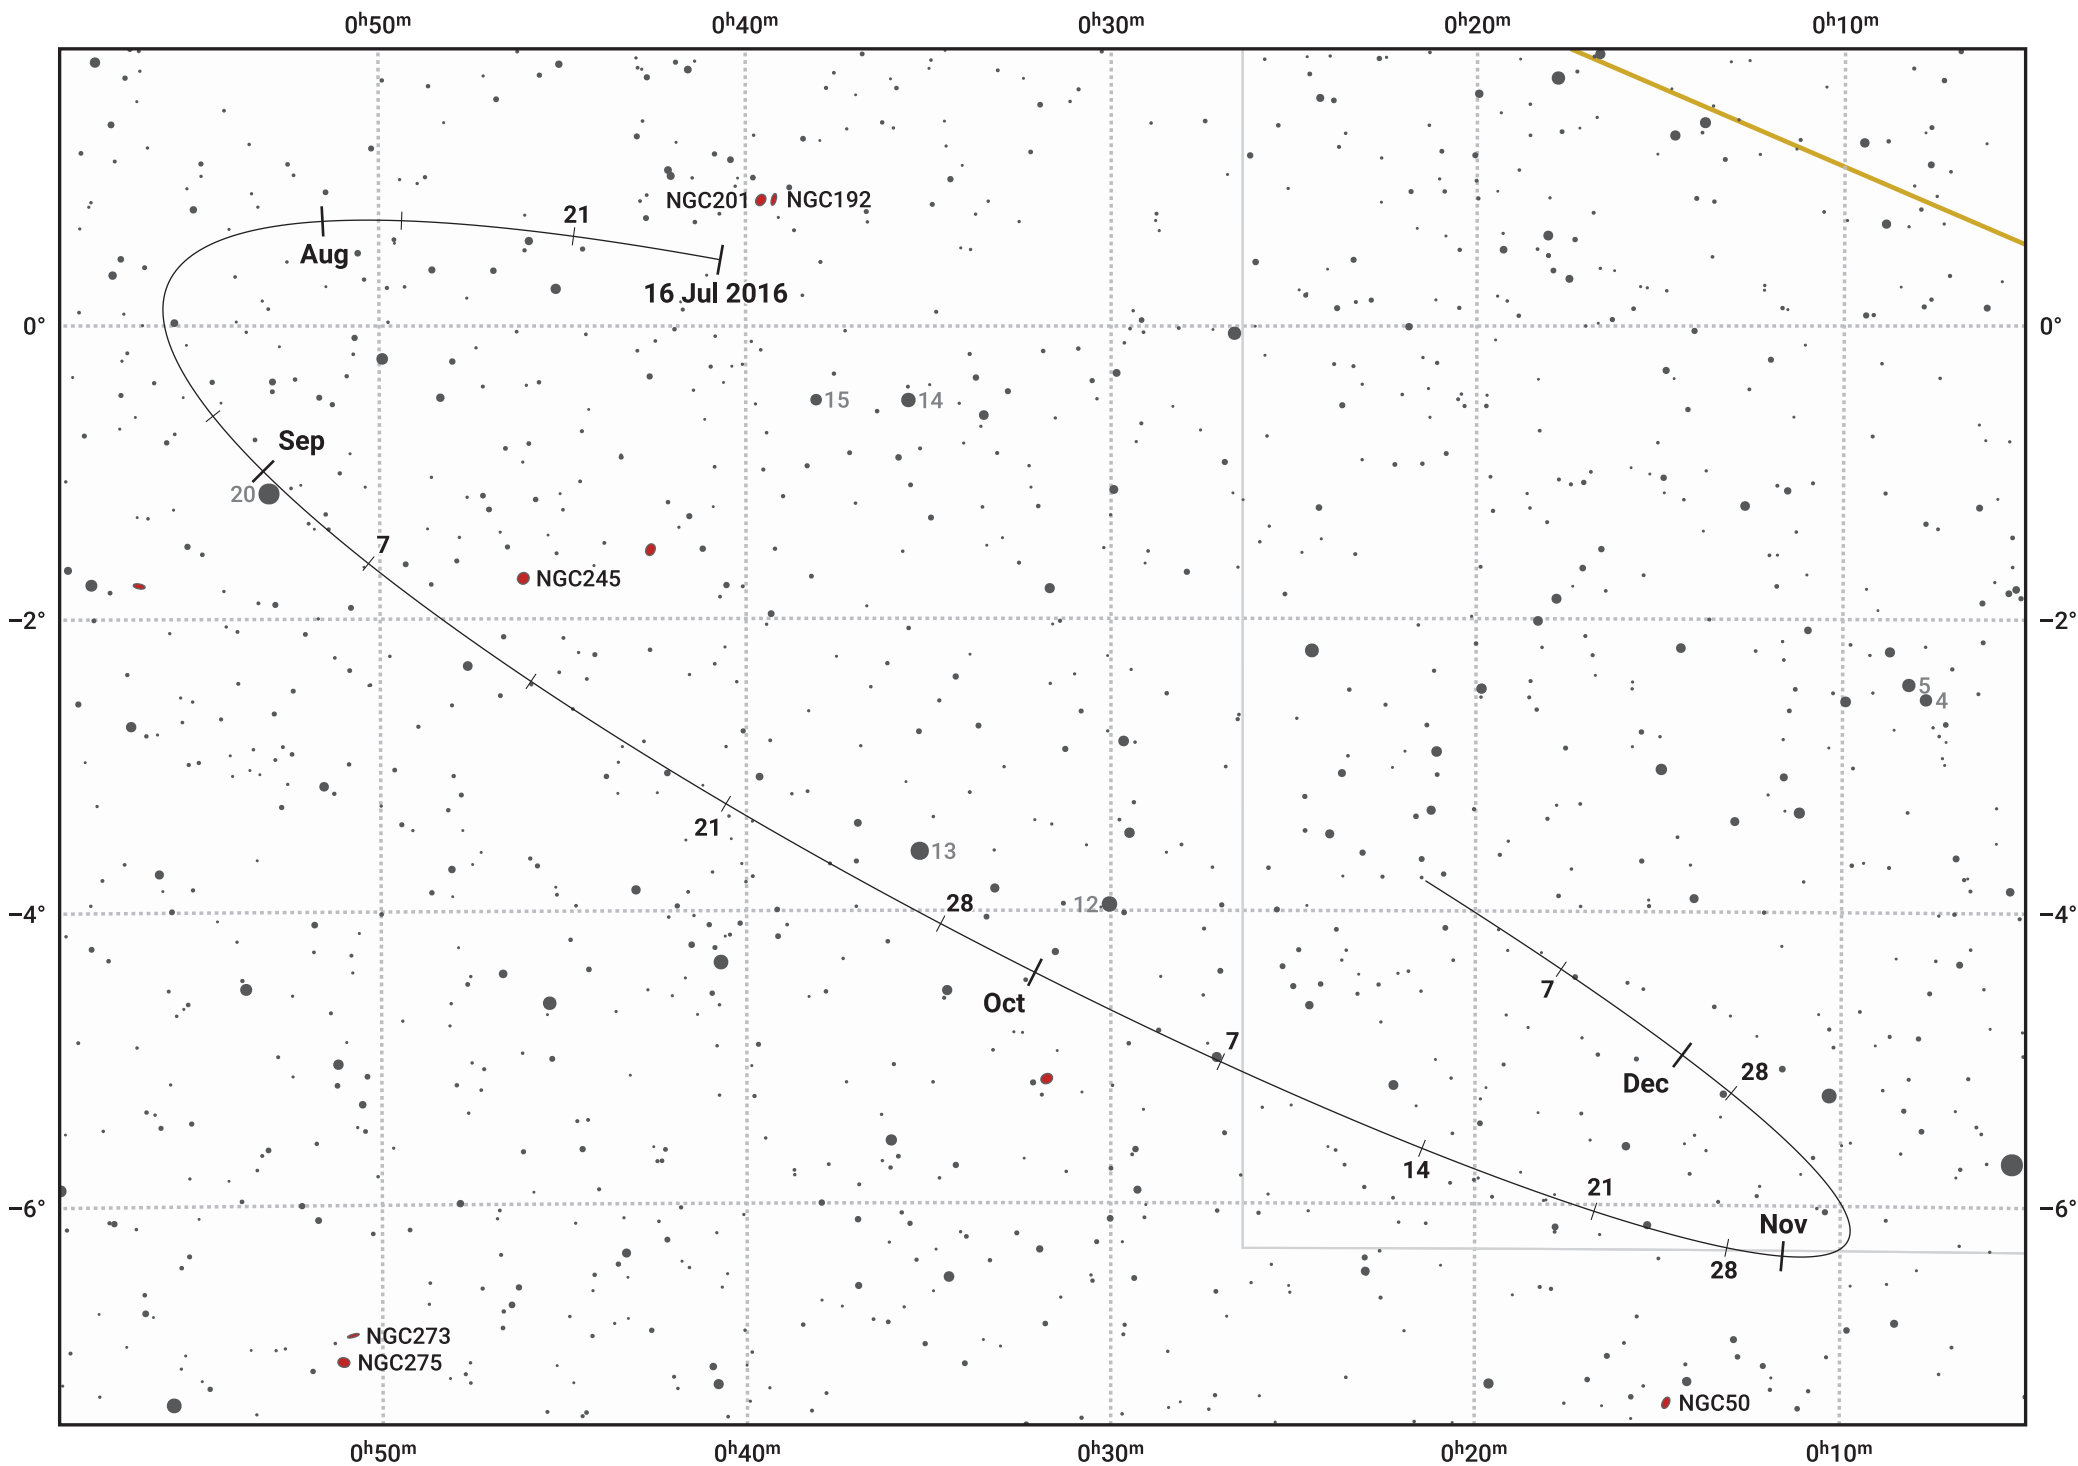 0ʰ50ᵐ 0ʰ40ᵐ 0ʰ30ᵐ 0ʰ20ᵐ 0ʰ10ᵐ
NGC201 NGC192
21
Aug
16 Jul 2016
0° 0°
15 14
Sep
20
7
NGC245
−2° −2°
5
4
21
13
28 12
−4° −4°
7
Oct
7
28
Dec
14
21
−6° −6°
Nov
28
NGC273
NGC275
NGC50
0ʰ50ᵐ 0ʰ40ᵐ 0ʰ30ᵐ 0ʰ20ᵐ 0ʰ10ᵐ